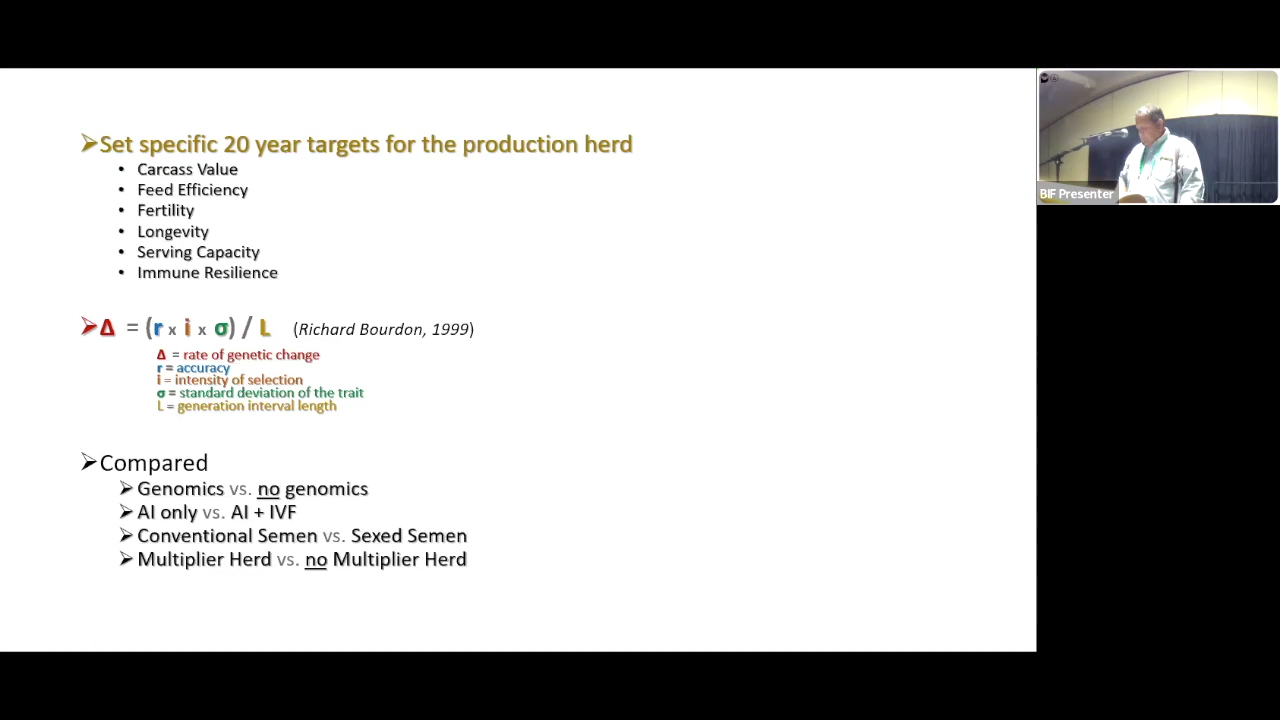 Set specific 20 year targets for the production herd
• Carcass Value
• Feed Efficiency
• Fertility
• Longevity
• Serving Capacity
• Immune Resilience
Δ = (r x i x σ) / L (Richard Bourdon, 1999)
Δ = rate of genetic change
r = accuracy
i = intensity of selection
σ = standard deviation of the trait
L = generation interval length
Compared
Genomics vs. no genomics
AI only vs. AI + IVF
Conventional Semen vs. Sexed Semen
Multiplier Herd vs. no Multiplier Herd
BIF Presenter